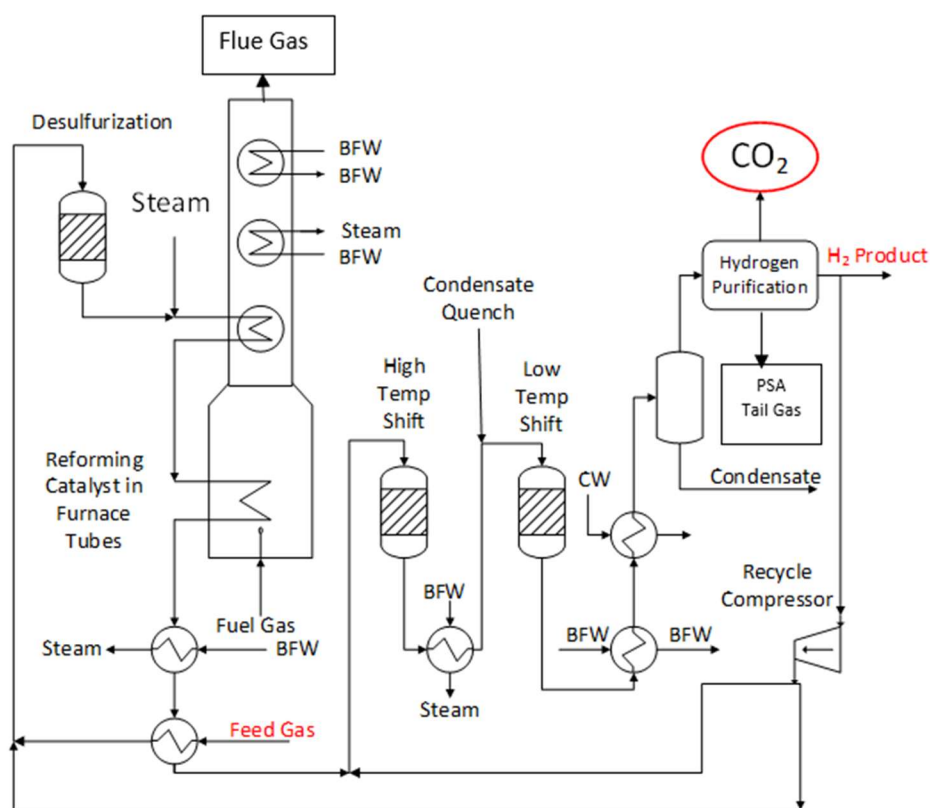 Flue Gas
Desulfurization
BFW
BFW
CO₂
Steam
Steam
BFW
H₂ Product
Hydrogen
Purification
Condensate
Quench
High
Temp
Shift
Low
Temp
Shift
PSA
Tail Gas
Reforming
Catalyst in
Furnace
Tubes
CW
Condensate
Recycle
Compressor
BFW
Fuel Gas
Steam
BFW
BFW
BFW
Steam
Feed Gas